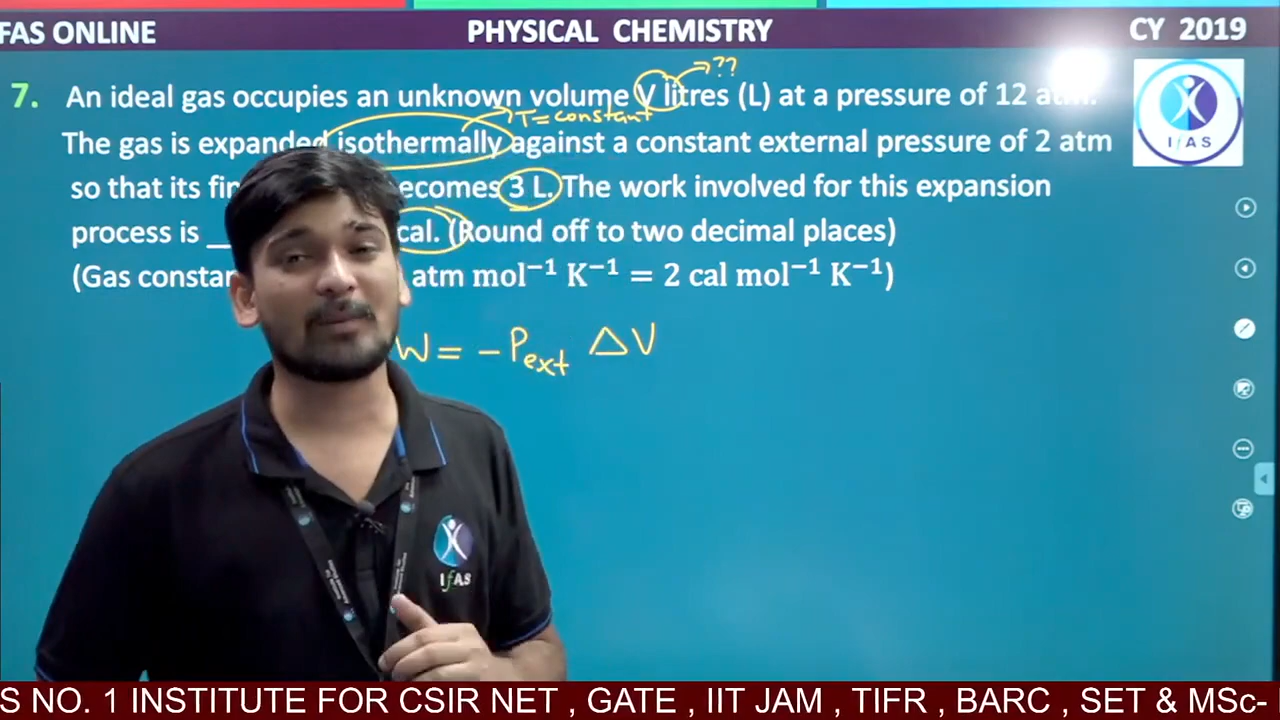 FAS ONLINE PHYSICAL CHEMISTRY CY 2019
??
7. An ideal gas occupies an unknown volume V litres (L) at a pressure of 12 atm.
T = constant
The gas is expanded isothermally against a constant external pressure of 2 atm
so that its fin ecomes 3 L. The work involved for this expansion
process is _ cal. (Round off to two decimal places)
(Gas constan atm mol⁻¹ K⁻¹ = 2 cal mol⁻¹ K⁻¹)
W = - Pext ΔV
IfAS
IfAS
S NO. 1 INSTITUTE FOR CSIR NET , GATE , IIT JAM , TIFR , BARC , SET & MSc-